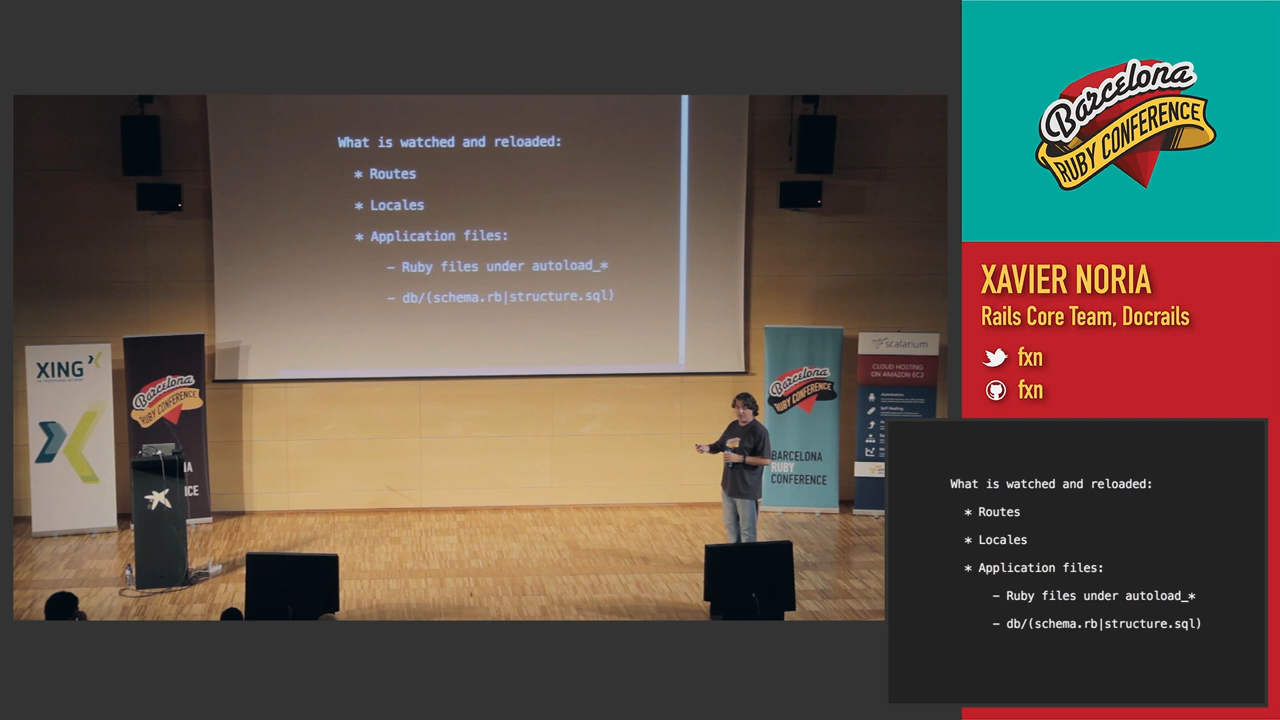 What is watched and reloaded:
* Routes
* Locales
* Application files:
– Ruby files under autoload_*
– db/(schema.rb|structure.sql)
XING
Barcelona
RUBY CONFERENCE
Barcelona
RUBY CONFERENCE
BARCELONA
RUBY
CONFERENCE
scalarium
CLOUD HOSTING
ON AMAZON EC2
Barcelona
RUBY CONFERENCE
XAVIER NORIA
Rails Core Team, Docrails
fxn
fxn
What is watched and reloaded:
* Routes
* Locales
* Application files:
– Ruby files under autoload_*
– db/(schema.rb|structure.sql)